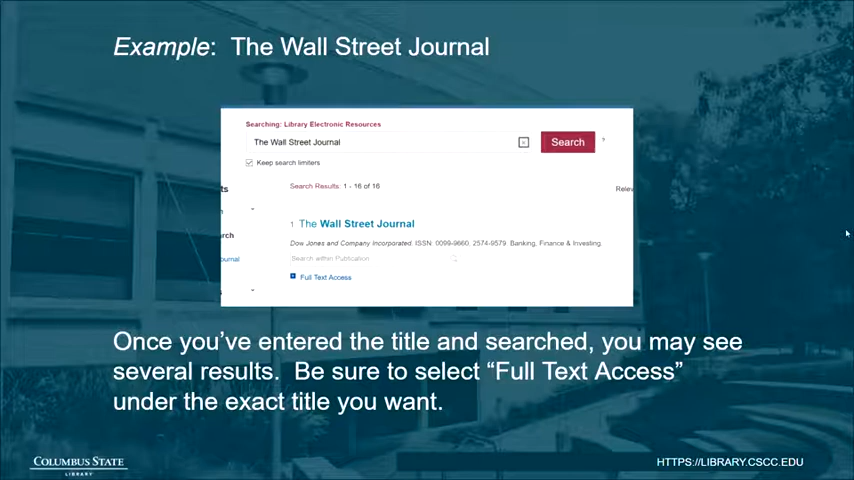 Example: The Wall Street Journal
Searching: Library Electronic Resources
The Wall Street Journal
Search
?
Keep search limiters
ts
Search Results: 1 - 16 of 16
Relev
1 The Wall Street Journal
rch
Dow Jones and Company Incorporated. ISSN: 0099-9660, 2574-9579. Banking, Finance & Investing.
Search within Publication
ournal
Full Text Access
Once you've entered the title and searched, you may see
several results. Be sure to select “Full Text Access”
under the exact title you want.
COLUMBUS STATE
LIBRARY
HTTPS://LIBRARY.CSCC.EDU